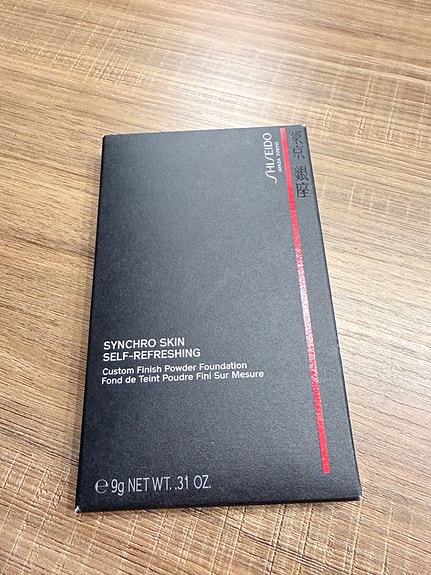 SHISEIDO
GINZA TOKYO
東京 銀座
SYNCHRO SKIN
SELF-REFRESHING
Custom Finish Powder Foundation
Fond de Teint Poudre Fini Sur Mesure
℮ 9g NET WT. .31 OZ.